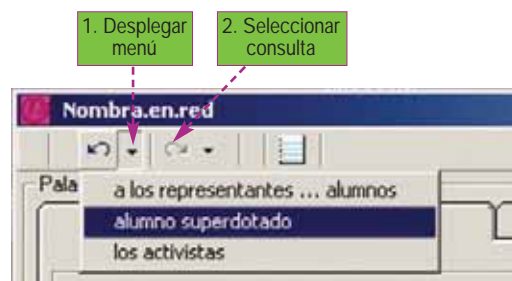 1. Desplegar
menú
2. Seleccionar
consulta
Nombra.en.red
Pala
a los representantes ... alumnos
alumno superdotado
los activistas